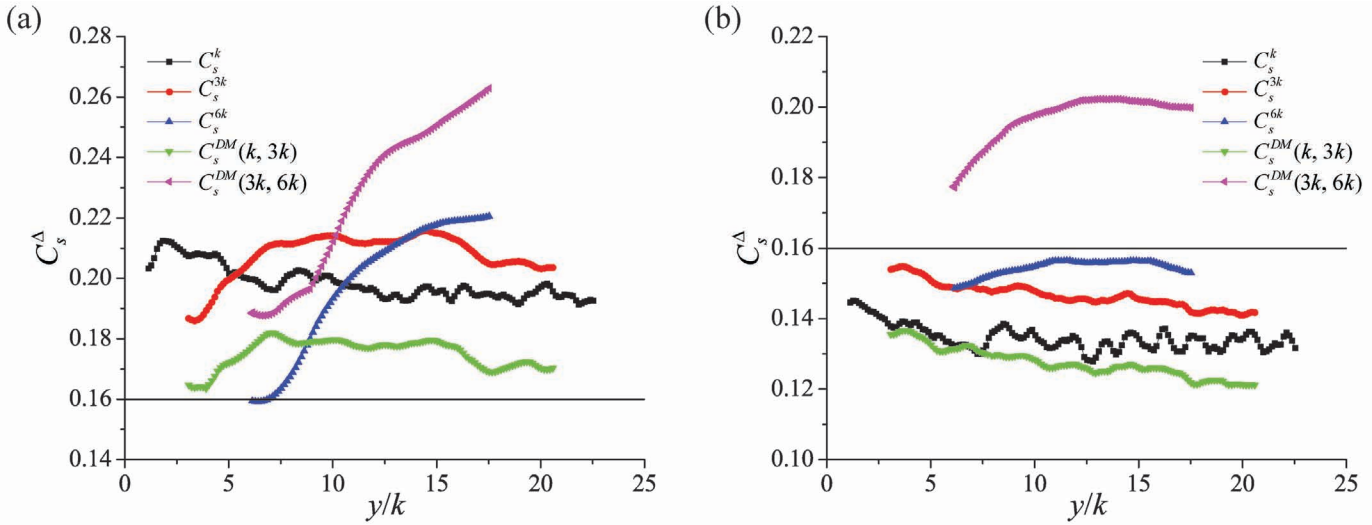 (a)
0.28
0.26
0.24
0.22
0.20
0.18
0.16
0.14
C_s^Δ
C_s^k
C_s^{3k}
C_s^{6k}
C_s^{DM}(k, 3k)
C_s^{DM}(3k, 6k)
0 5 10 15 20 25
y/k
(b)
0.22
0.20
0.18
0.16
0.14
0.12
0.10
C_s^k
C_s^{3k}
C_s^{6k}
C_s^{DM}(k, 3k)
C_s^{DM}(3k, 6k)
0 5 10 15 20 25
y/k